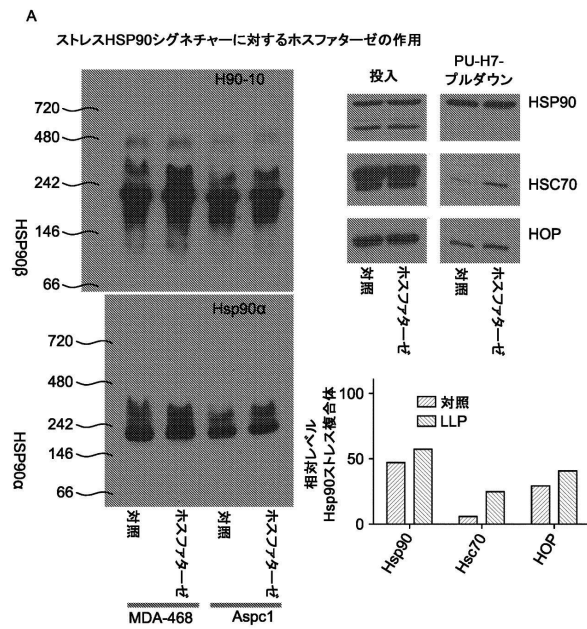 A
ストレスHSP90シグネチャーに対するホスファターゼの作用
H90-10
720
480
242
146
66
HSP90β
Hsp90α
720
480
242
146
66
HSP90α
対照
ホスファターゼ
対照
ホスファターゼ
MDA-468
Aspc1
投入
PU-H7-
プルダウン
HSP90
HSC70
HOP
対照
ホスファターゼ
対照
ホスファターゼ
相対レベル
Hsp90ストレス複合体
100
50
0
対照
LLP
Hsp90
Hsc70
HOP